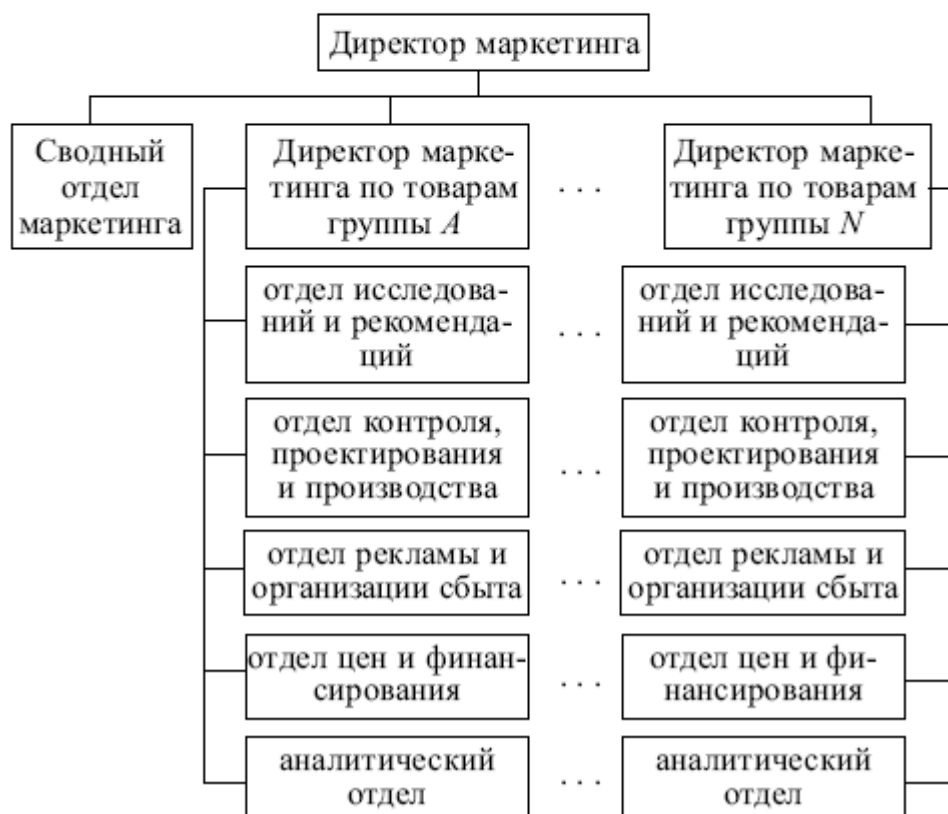 Директор маркетинга
Сводный
отдел
маркетинга
Директор марке-
тинга по товарам
группы A
. . .
Директор марке-
тинга по товарам
группы N
отдел исследова-
ний и рекоменда-
ций
. . .
отдел исследова-
ний и рекоменда-
ций
отдел контроля,
проектирования
и производства
. . .
отдел контроля,
проектирования
и производства
отдел рекламы и
организации сбыта
. . .
отдел рекламы и
организации сбыта
отдел цен и финан-
сирования
. . .
отдел цен и фи-
нансирования
аналитический
отдел
. . .
аналитический
отдел